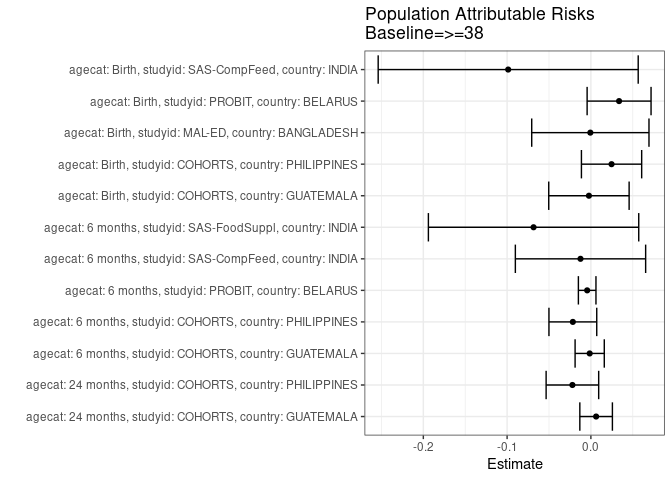 Population Attributable Risks
Baseline=>=38
agecat: Birth, studyid: SAS-CompFeed, country: INDIA
agecat: Birth, studyid: PROBIT, country: BELARUS
agecat: Birth, studyid: MAL-ED, country: BANGLADESH
agecat: Birth, studyid: COHORTS, country: PHILIPPINES
agecat: Birth, studyid: COHORTS, country: GUATEMALA
agecat: 6 months, studyid: SAS-FoodSuppl, country: INDIA
agecat: 6 months, studyid: SAS-CompFeed, country: INDIA
agecat: 6 months, studyid: PROBIT, country: BELARUS
agecat: 6 months, studyid: COHORTS, country: PHILIPPINES
agecat: 6 months, studyid: COHORTS, country: GUATEMALA
agecat: 24 months, studyid: COHORTS, country: PHILIPPINES
agecat: 24 months, studyid: COHORTS, country: GUATEMALA
-0.2 -0.1 0.0
Estimate